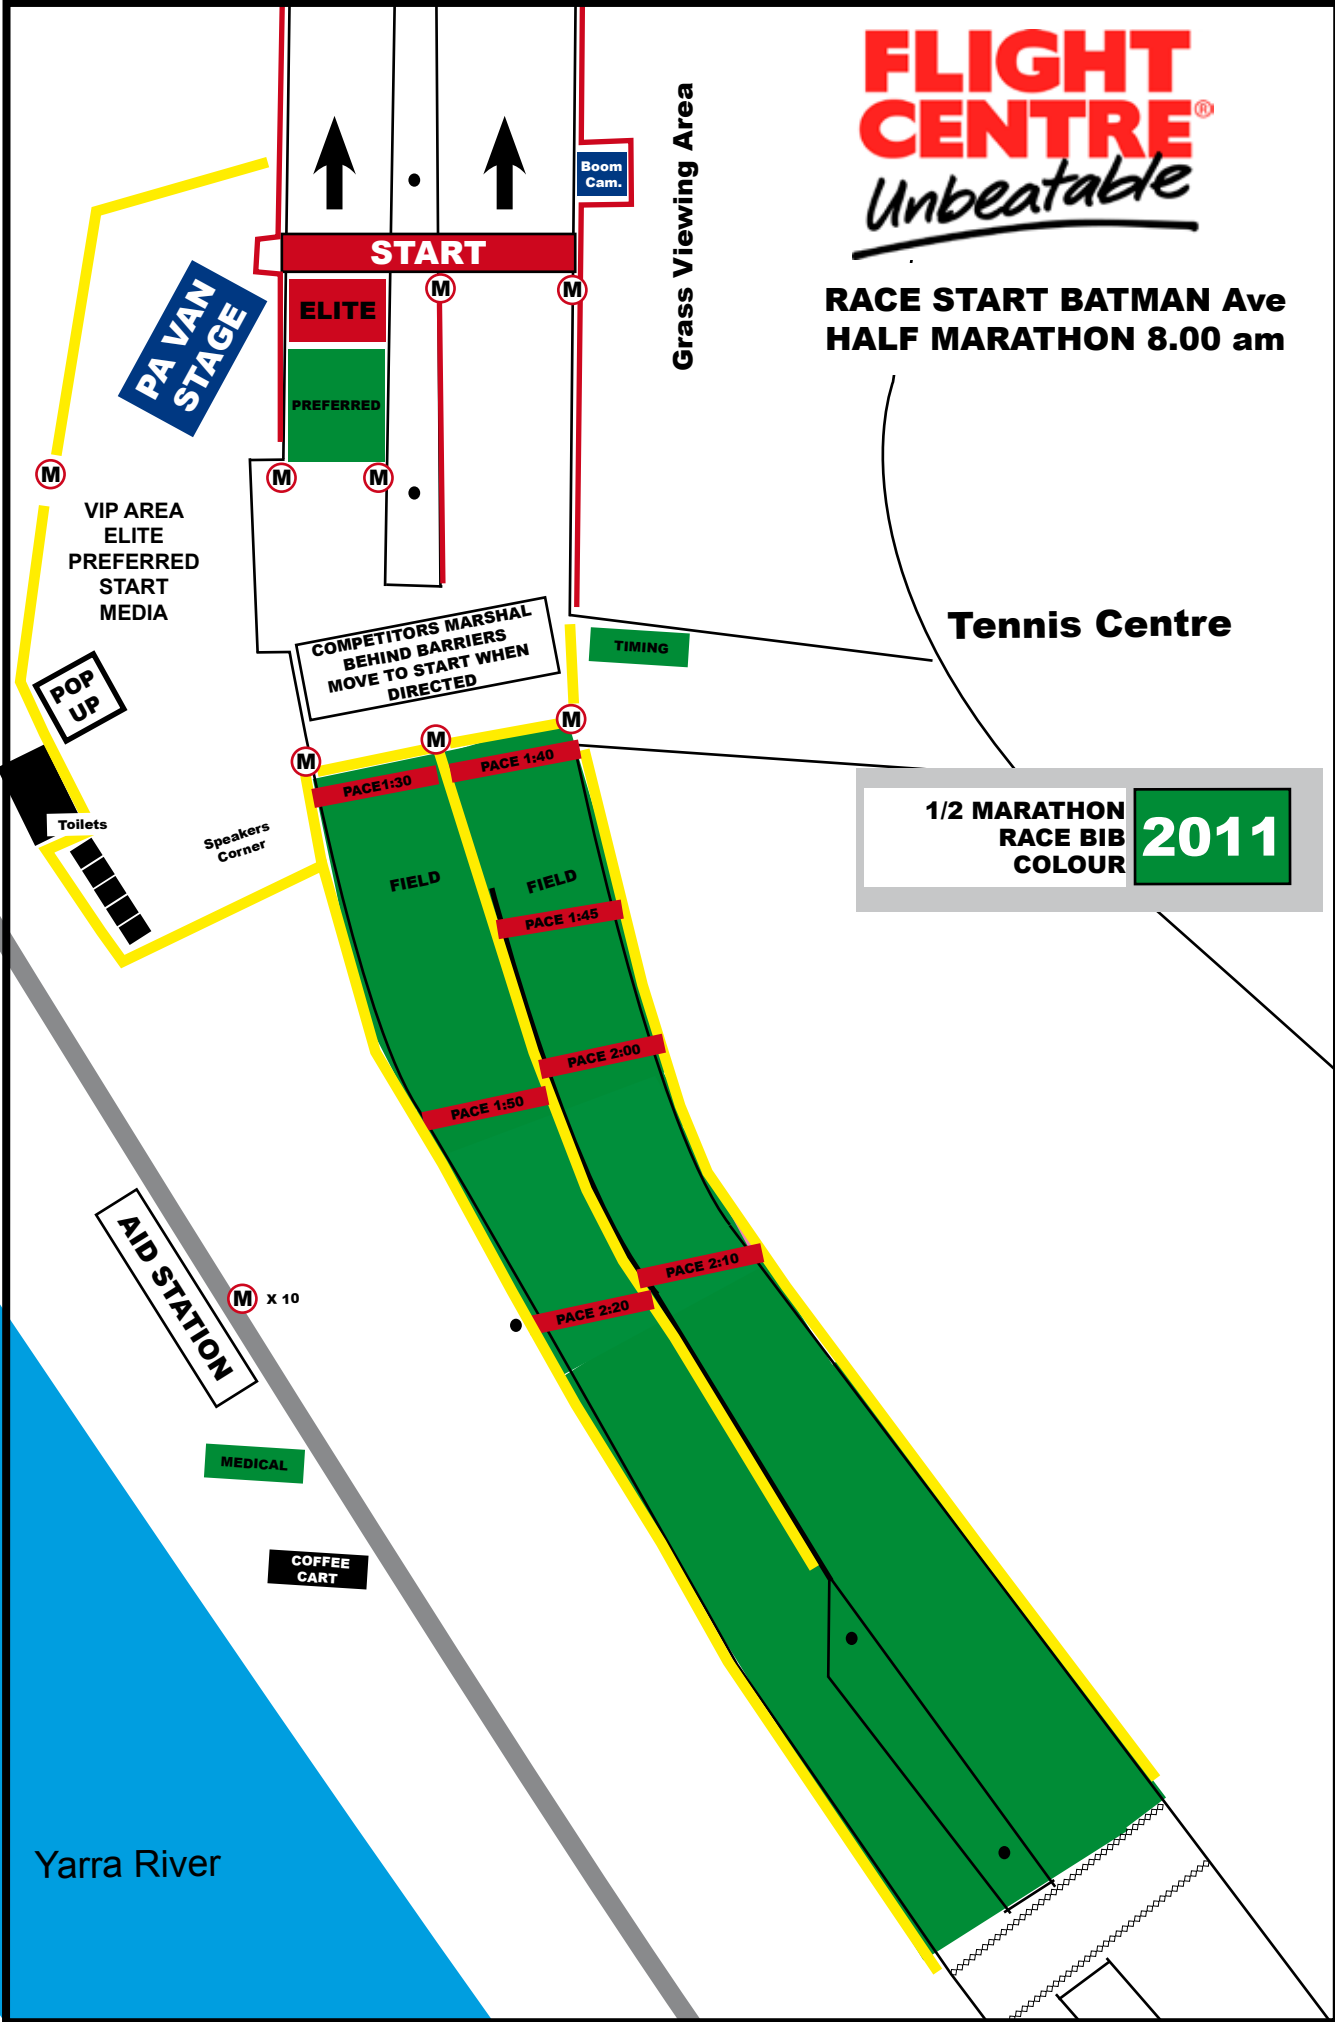 FLIGHT
CENTRE®
Unbeatable
RACE START BATMAN Ave
HALF MARATHON 8.00 am
Grass Viewing Area
Boom
Cam.
START
ELITE
PREFERRED
M
M
M
M
M
PA VAN
STAGE
VIP AREA
ELITE
PREFERRED
START
MEDIA
COMPETITORS MARSHAL
BEHIND BARRIERS
MOVE TO START WHEN
DIRECTED
TIMING
Tennis Centre
POP
UP
M
M
M
Toilets
Speakers
Corner
PACE1:30
PACE 1:40
1/2 MARATHON
RACE BIB
COLOUR
2011
FIELD
FIELD
PACE 1:45
PACE 2:00
PACE 1:50
PACE 2:10
PACE 2:20
AID STATION
M X 10
MEDICAL
COFFEE
CART
Yarra River